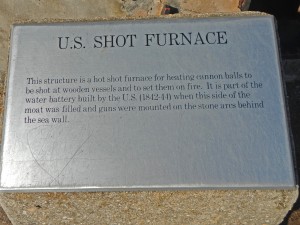 U.S. SHOT FURNACE
This structure is a hot shot furnace for heating cannon balls to
be shot at wooden vessels and to set them on fire. It is part of the
water battery built by the U.S. (1842-44) when this side of the
moat was filled and guns were mounted on the stone arcs behind
the sea wall.